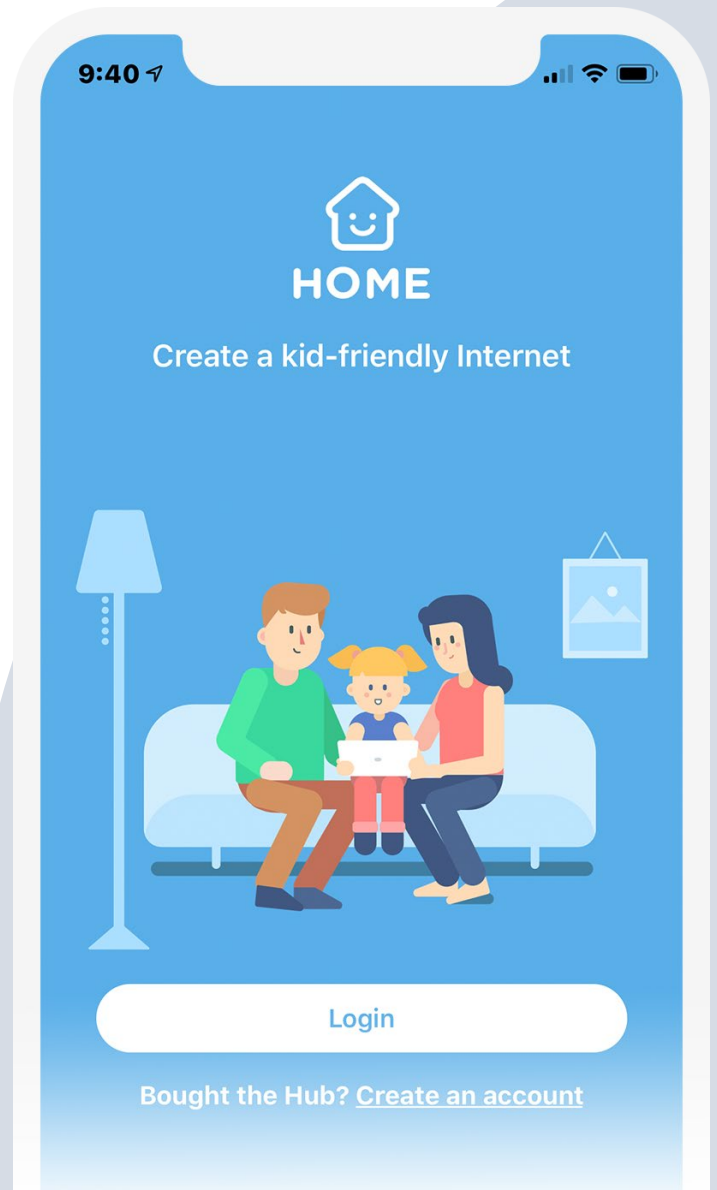 9:40
HOME
Create a kid-friendly Internet
Login
Bought the Hub? Create an account